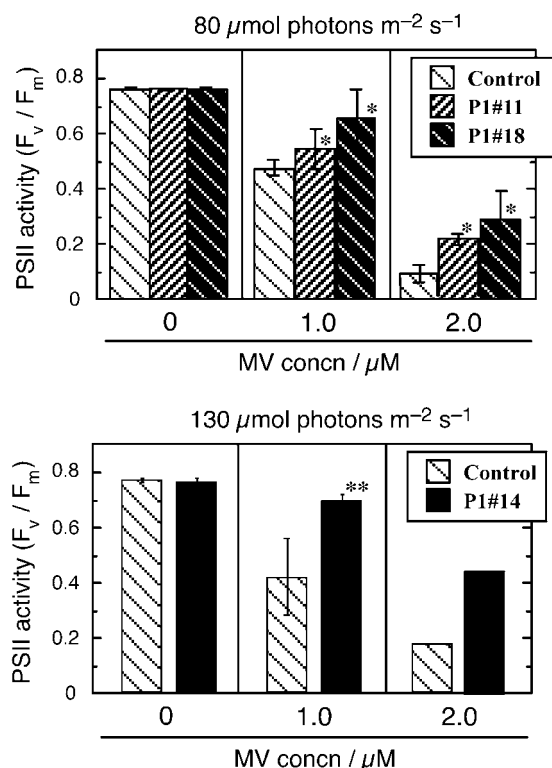 80 µmol photons m⁻² s⁻¹
PSII activity (Fᵥ / Fₘ)
0.8
0.6
0.4
0.2
0
Control
P1#11
P1#18
*
*
*
*
0
1.0
2.0
MV concn / µM
130 µmol photons m⁻² s⁻¹
PSII activity (Fᵥ / Fₘ)
0.8
0.6
0.4
0.2
0
Control
P1#14
**
0
1.0
2.0
MV concn / µM